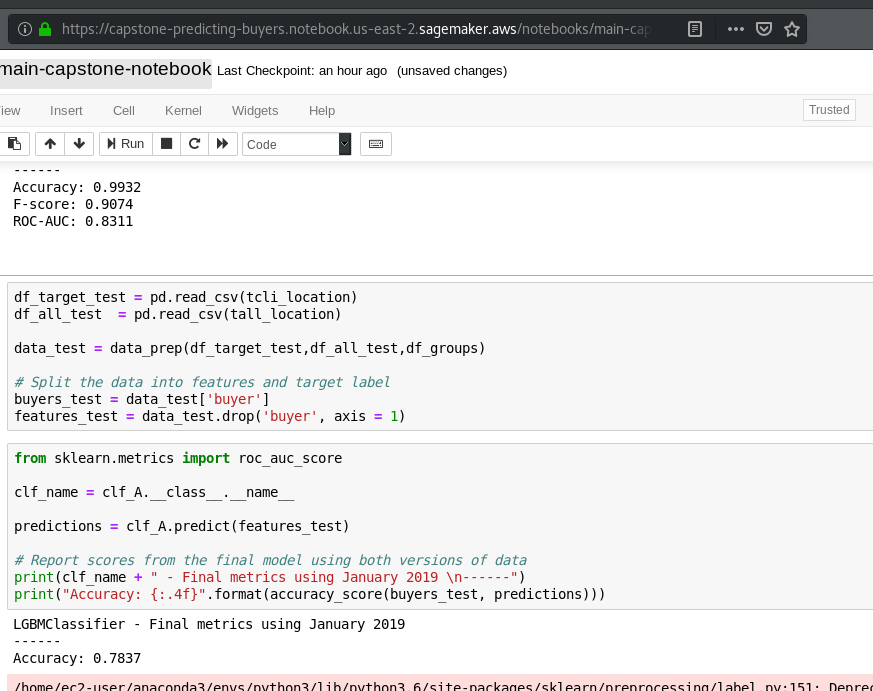 https://capstone-predicting-buyers.notebook.us-east-2.sagemaker.aws/notebooks/main-cap
main-capstone-notebook Last Checkpoint: an hour ago (unsaved changes)
iew Insert Cell Kernel Widgets Help Trusted
Run Code
------
Accuracy: 0.9932
F-score: 0.9074
ROC-AUC: 0.8311
df_target_test = pd.read_csv(tcli_location)
df_all_test  = pd.read_csv(tall_location)
data_test = data_prep(df_target_test,df_all_test,df_groups)
# Split the data into features and target label
buyers_test = data_test['buyer']
features_test = data_test.drop('buyer', axis = 1)
from sklearn.metrics import roc_auc_score
clf_name = clf_A.__class__.__name__
predictions = clf_A.predict(features_test)
# Report scores from the final model using both versions of data
print(clf_name + " - Final metrics using January 2019 \n------")
print("Accuracy: {:.4f}".format(accuracy_score(buyers_test, predictions)))
LGBMClassifier - Final metrics using January 2019
------
Accuracy: 0.7837
/home/ec2-user/anaconda3/envs/python3/lib/python3.6/site-packages/sklearn/preprocessing/label.py:151: Deprec